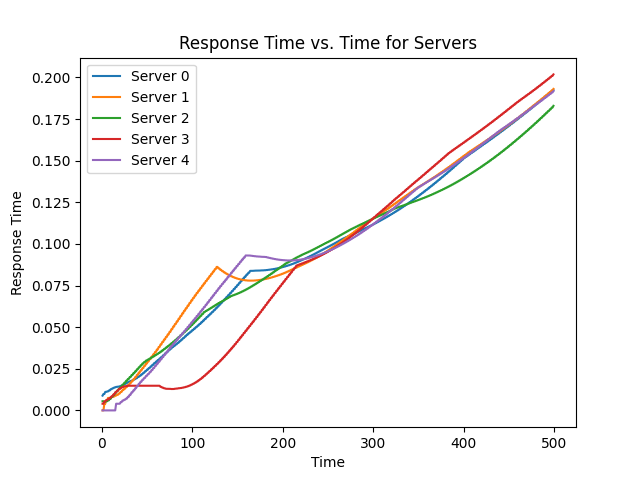 Response Time vs. Time for Servers
Server 0
Server 1
Server 2
Server 3
Server 4
0.200
0.175
0.150
0.125
0.100
0.075
0.050
0.025
0.000
Response Time
0 100 200 300 400 500
Time